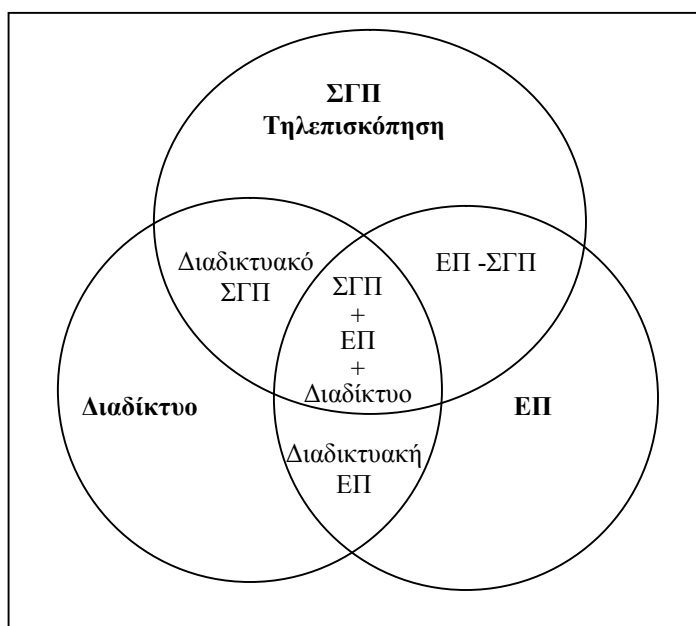 ΣΓΠ
Τηλεπισκόπηση
Διαδικτυακό
ΣΓΠ
ΕΠ -ΣΓΠ
ΣΓΠ
+
ΕΠ
+
Διαδίκτυο
Διαδίκτυο
ΕΠ
Διαδικτυακή
ΕΠ